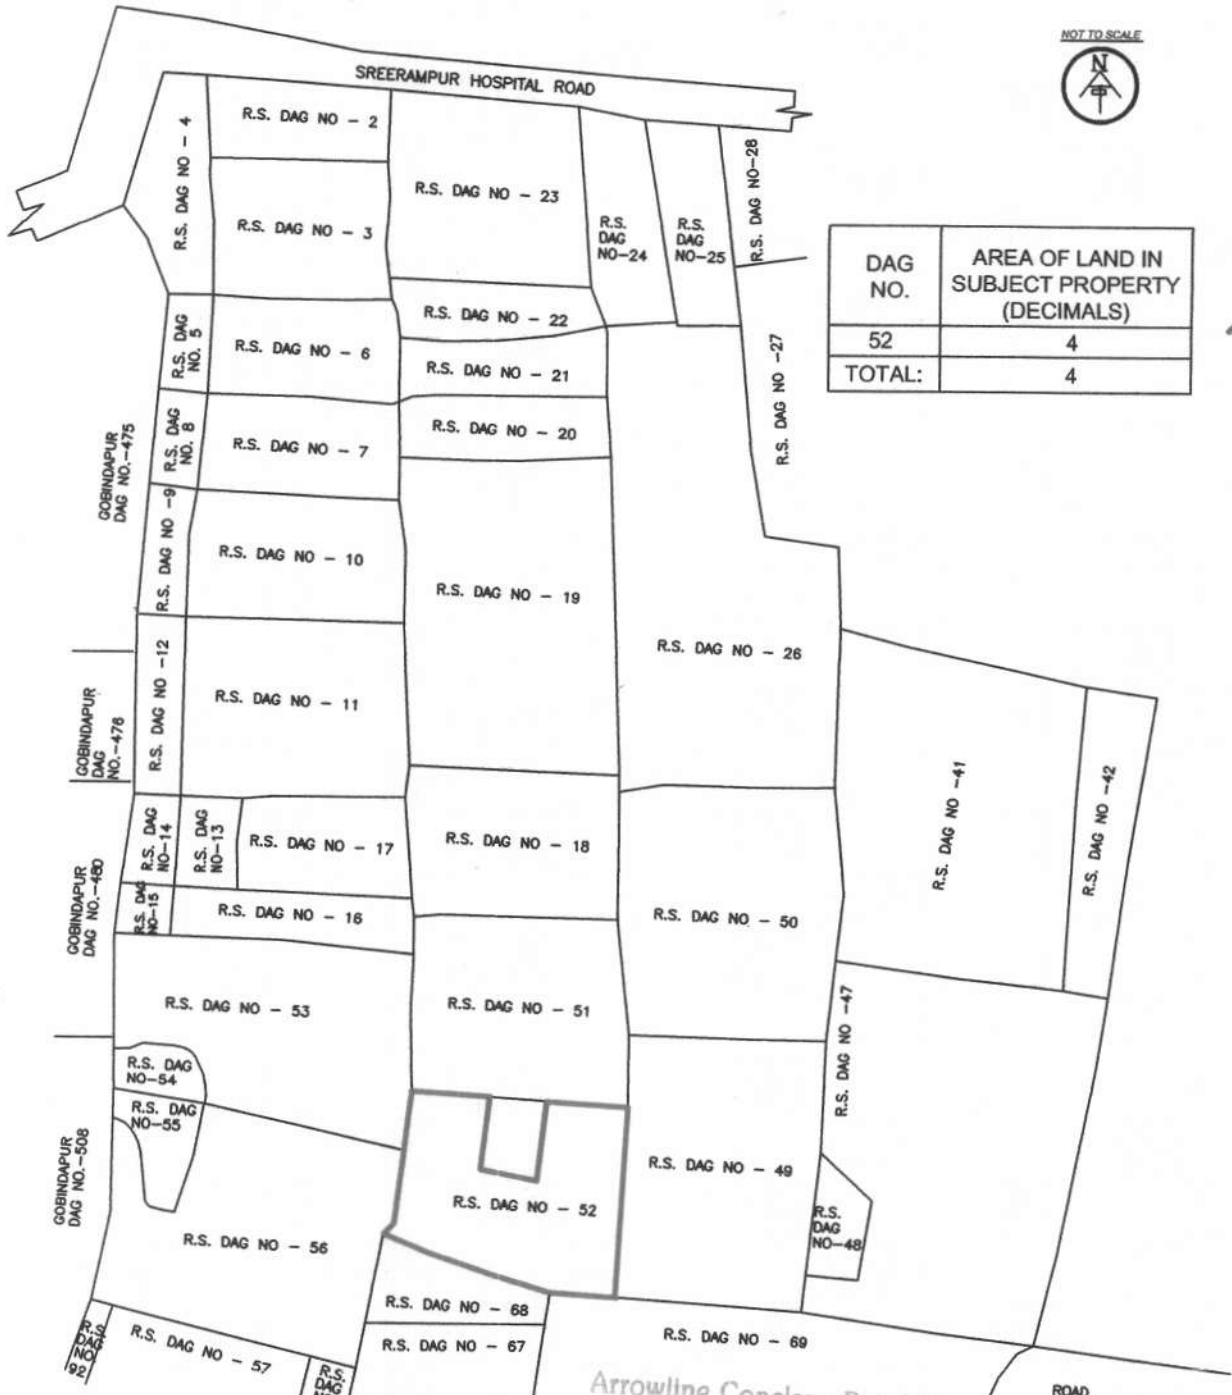 NOT TO SCALE
N
SREERAMPUR HOSPITAL ROAD
R.S. DAG NO - 4
R.S. DAG NO - 2
R.S. DAG NO - 3
R.S. DAG NO - 23
R.S.
DAG
NO-24
R.S.
DAG
NO-25
R.S. DAG NO-28
DAG
NO.
AREA OF LAND IN
SUBJECT PROPERTY
(DECIMALS)
52
4
TOTAL:
4
R.S. DAG
NO. 5
R.S. DAG NO - 6
R.S. DAG NO - 22
R.S. DAG NO - 21
R.S. DAG NO -27
GOBINDAPUR
DAG NO.-475
R.S. DAG
NO. 8
R.S. DAG NO - 7
R.S. DAG NO - 20
R.S. DAG NO -9
R.S. DAG NO - 10
R.S. DAG NO - 19
R.S. DAG NO - 26
GOBINDAPUR
DAG
NO.-476
R.S. DAG NO -12
R.S. DAG NO - 11
R.S. DAG NO -41
R.S. DAG NO -42
R.S. DAG
NO-14
R.S. DAG
NO-13
R.S. DAG NO - 17
R.S. DAG NO - 18
GOBINDAPUR
DAG NO.-480
R.S. DAG
NO-15
R.S. DAG NO - 16
R.S. DAG NO - 50
R.S. DAG NO - 53
R.S. DAG NO - 51
R.S. DAG NO -47
R.S. DAG
NO-54
R.S. DAG
NO-55
GOBINDAPUR
DAG NO.-508
R.S. DAG NO - 52
R.S. DAG NO - 49
R.S.
DAG
NO-48
R.S. DAG NO - 56
R.S. DAG NO - 68
R.S. DAG NO - 67
R.S. DAG NO - 69
R.S.
DAG
NO
92
R.S. DAG NO - 57
R.S.
DAG
Arrowline
ROAD